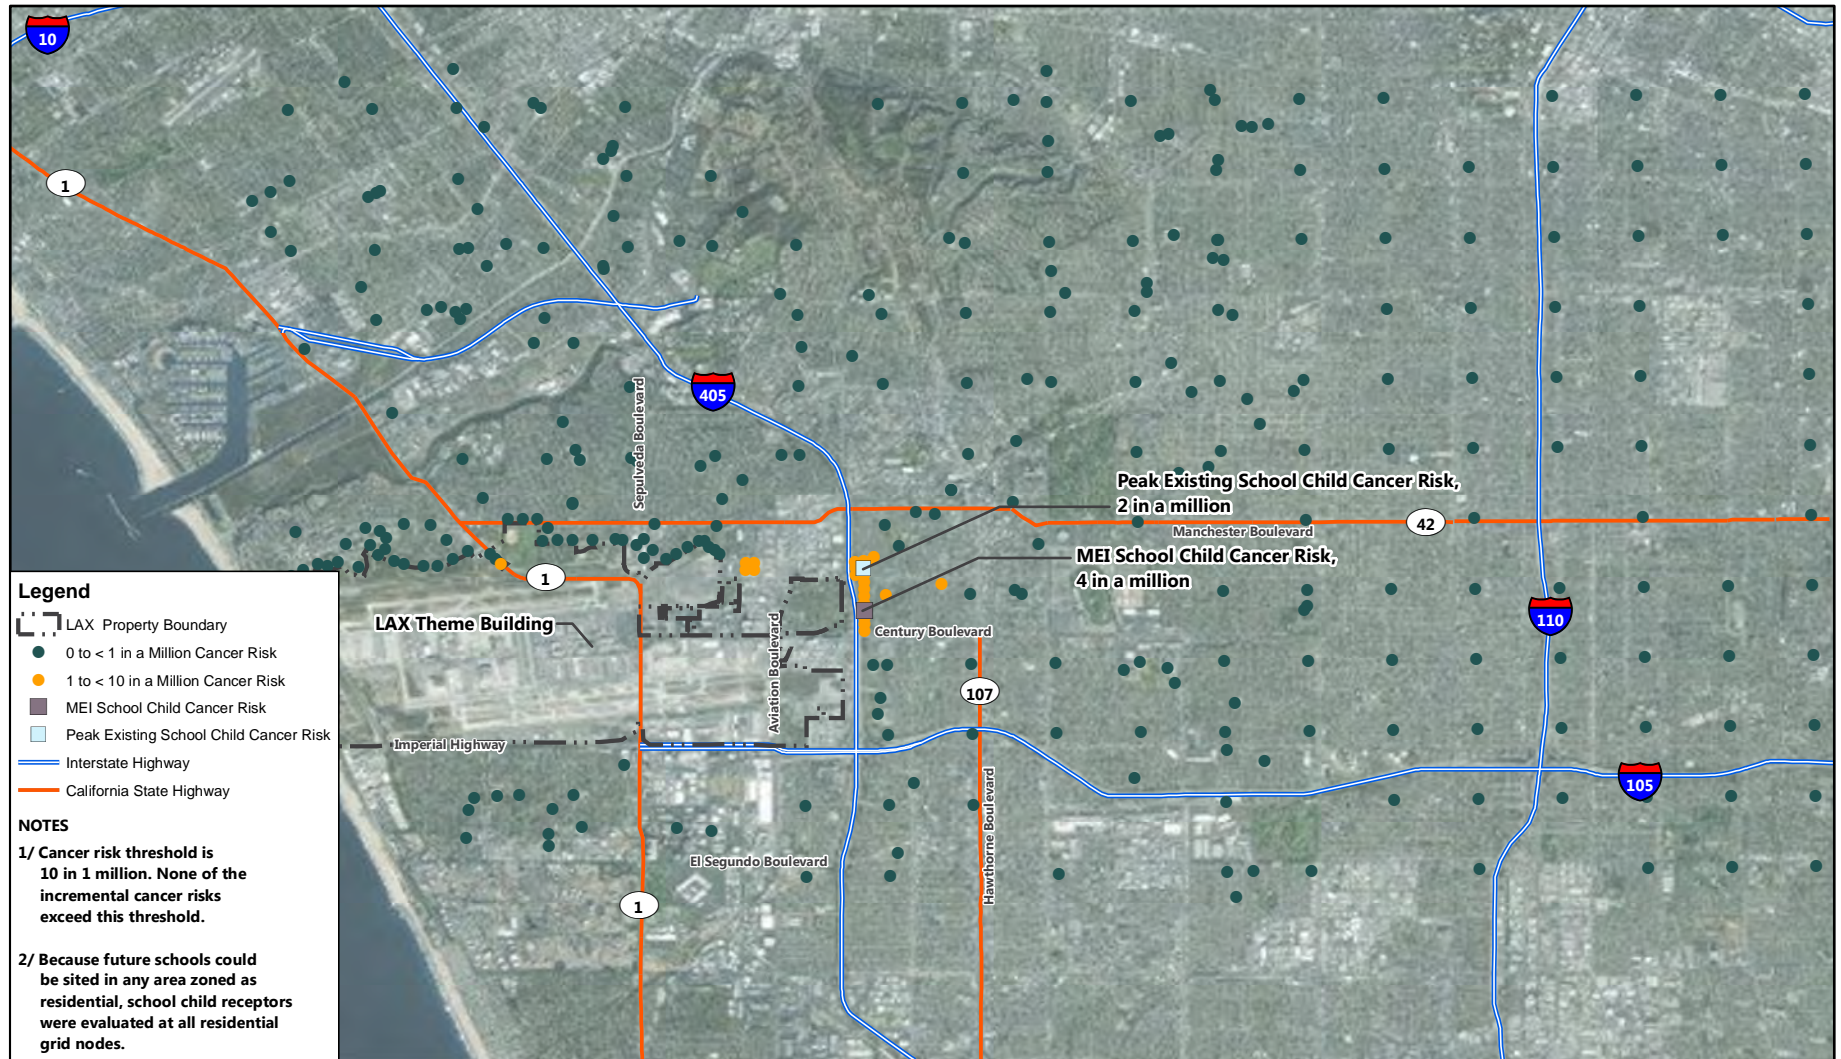 10
1
405
Sepulveda Boulevard
Peak Existing School Child Cancer Risk,
2 in a million
42
Manchester Boulevard
MEI School Child Cancer Risk,
4 in a million
1
LAX Theme Building
Century Boulevard
Aviation Boulevard
110
107
Imperial Highway
105
Hawthorne Boulevard
El Segundo Boulevard
1
Legend
LAX Property Boundary
0 to < 1 in a Million Cancer Risk
1 to < 10 in a Million Cancer Risk
MEI School Child Cancer Risk
Peak Existing School Child Cancer Risk
Interstate Highway
California State Highway
NOTES
1/ Cancer risk threshold is
10 in 1 million. None of the
incremental cancer risks
exceed this threshold.
2/ Because future schools could
be sited in any area zoned as
residential, school child receptors
were evaluated at all residential
grid nodes.